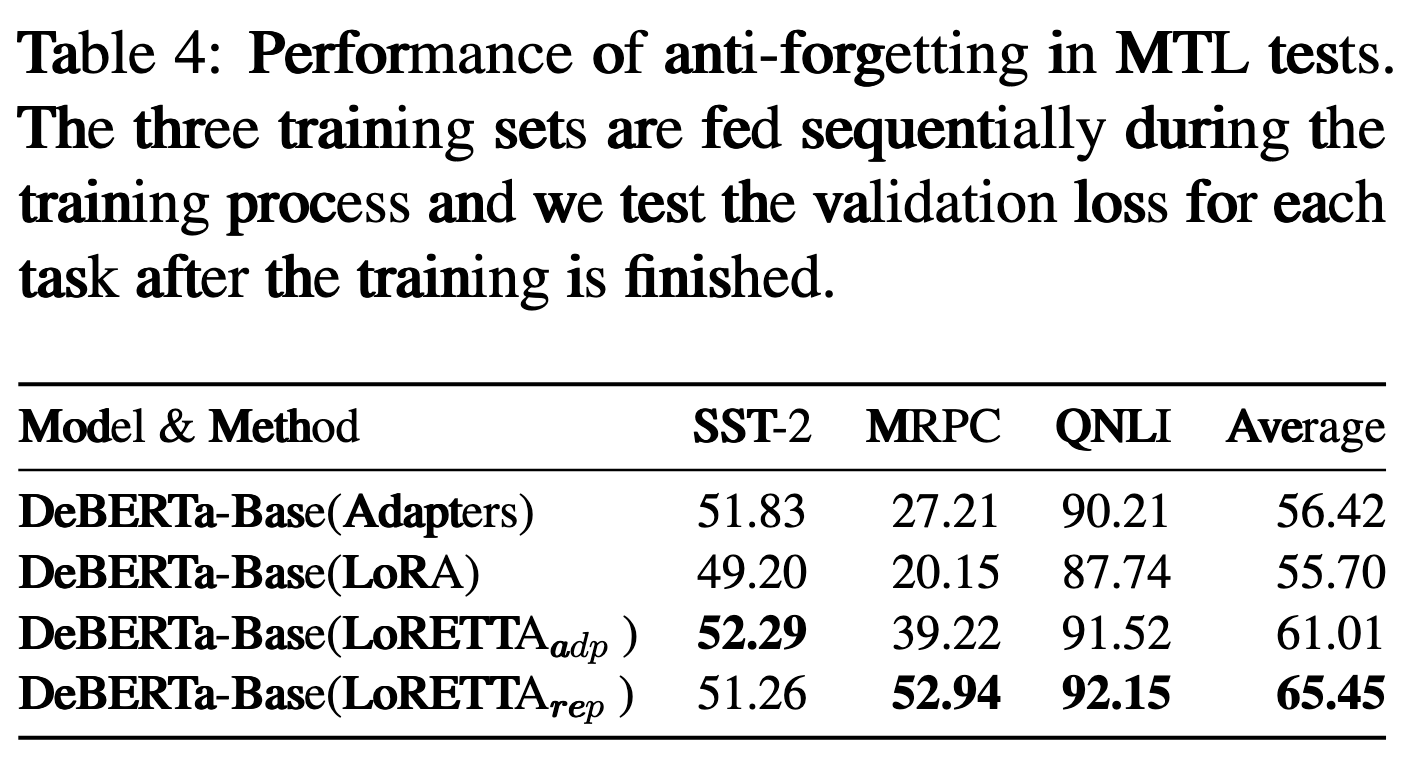 Table 4: Performance of anti-forgetting in MTL tests.
The three training sets are fed sequentially during the
training process and we test the validation loss for each
task after the training is finished.
Model & Method SST-2 MRPC QNLI Average
DeBERTa-Base(Adapters) 51.83 27.21 90.21 56.42
DeBERTa-Base(LoRA) 49.20 20.15 87.74 55.70
DeBERTa-Base(LoRETTAadp ) 52.29 39.22 91.52 61.01
DeBERTa-Base(LoRETTArep ) 51.26 52.94 92.15 65.45